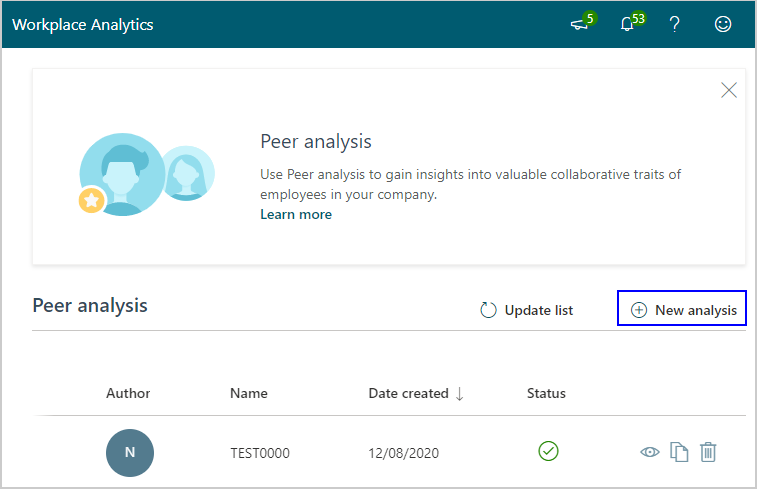 Workplace Analytics
5
53
?
Peer analysis
Use Peer analysis to gain insights into valuable collaborative traits of
employees in your company.
Learn more
Peer analysis
Update list
New analysis
Author Name Date created Status
N TEST0000 12/08/2020